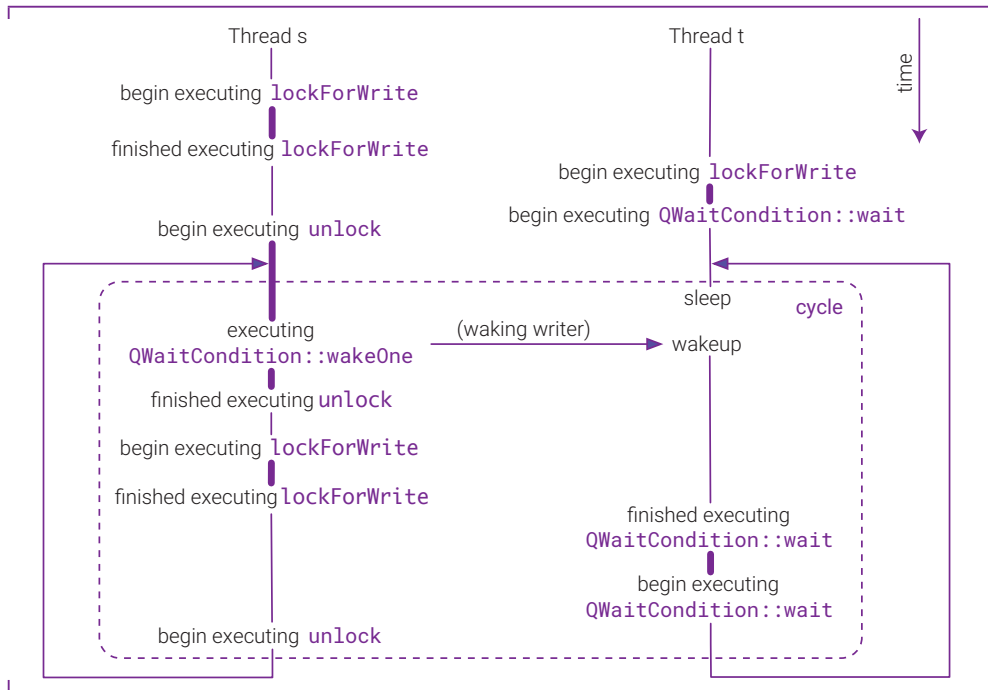 Thread s
Thread t
time
begin executing lockForWrite
finished executing lockForWrite
begin executing lockForWrite
begin executing QWaitCondition::wait
begin executing unlock
sleep
cycle
executing
QWaitCondition::wakeOne
(waking writer)
wakeup
finished executing unlock
begin executing lockForWrite
finished executing lockForWrite
finished executing
QWaitCondition::wait
begin executing
QWaitCondition::wait
begin executing unlock